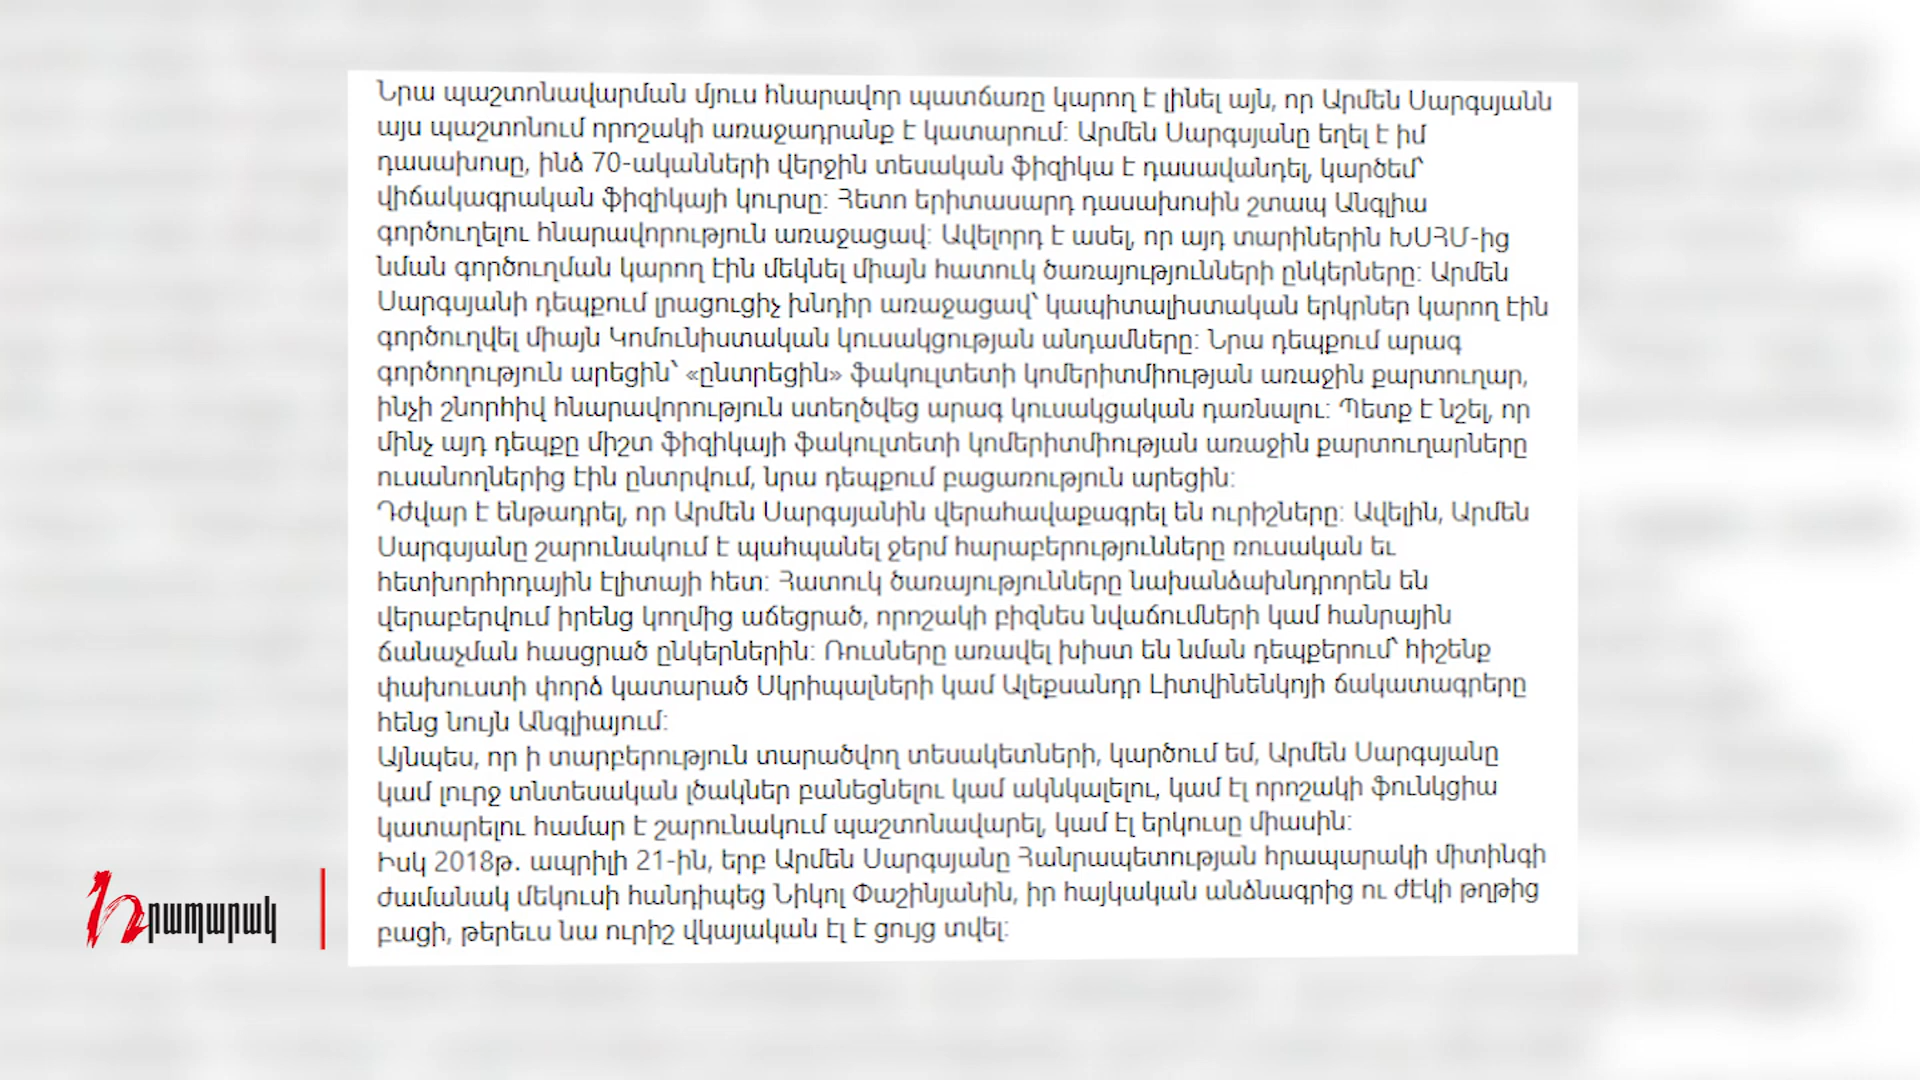 Նրա պաշտոնավարման մյուս հնարավոր պատճառը կարող է լինել այն, որ Արմեն Սարգսյանն
այս պաշտոնում որոշակի առաջադրանք է կատարում: Արմեն Սարգսյանը եղել է իմ
դասախոսը, ինձ 70-ականների վերջին տեսական ֆիզիկա է դասավանդել, կարծեմ՝
վիճակագրական ֆիզիկայի կուրսը: Հետո երիտասարդ դասախոսին շտապ Անգլիա
գործուղելու հնարավորություն առաջացավ: Ավելորդ է ասել, որ այդ տարիներին ԽՍՀՄ-ից
նման գործուղման կարող էին մեկնել միայն հատուկ ծառայությունների ընկերները: Արմեն
Սարգսյանի դեպքում լրացուցիչ խնդիր առաջացավ՝ կապիտալիստական երկրներ կարող էին
գործուղվել միայն Կոմունիստական կուսակցության անդամները: Նրա դեպքում արագ
գործողություն արեցին՝ «ընտրեցին» ֆակուլտետի կոմերիտմիության առաջին քարտուղար,
ինչի շնորհիվ հնարավորություն ստեղծվեց արագ կուսակցական դառնալու: Պետք է նշել, որ
մինչ այդ դեպքը միշտ ֆիզիկայի ֆակուլտետի կոմերիտմիության առաջին քարտուղարները
ուսանողներից էին ընտրվում, նրա դեպքում բացառություն արեցին:
Դժվար է ենթադրել, որ Արմեն Սարգսյանին վերահավաքագրել են ուրիշները: Ավելին, Արմեն
Սարգսյանը շարունակում է պահպանել ջերմ հարաբերությունները ռուսական եւ
հետխորհրդային էլիտայի հետ: Հատուկ ծառայությունները նախանձախնդրորեն են
վերաբերվում իրենց կողմից աճեցրած, որոշակի բիզնես նվաճումների կամ հանրային
ճանաչման հասցրած ընկերներին: Ռուսները առավել խիստ են նման դեպքերում՝ հիշենք
փախուստի փորձ կատարած Սկրիպալների կամ Ալեքսանդր Լիտվինենկոյի ճակատագրերը
հենց նույն Անգլիայում:
Այնպես, որ ի տարբերություն տարածվող տեսակետների, կարծում եմ, Արմեն Սարգսյանը
կամ լուրջ տնտեսական լծակներ բանեցնելու կամ ակնկալելու, կամ էլ որոշակի ֆունկցիա
կատարելու համար է շարունակում պաշտոնավարել, կամ էլ երկուսը միասին:
Իսկ 2018թ. ապրիլի 21-ին, երբ Արմեն Սարգսյանը Հանրապետության հրապարակի միտինգի
ժամանակ մեկուսի հանդիպեց Նիկոլ Փաշինյանին, իր հայկական անձնագրից ու ժէկի թղթից
բացի, թերեւս նա ուրիշ վկայական էլ է ցույց տվել:
Հրապարակ